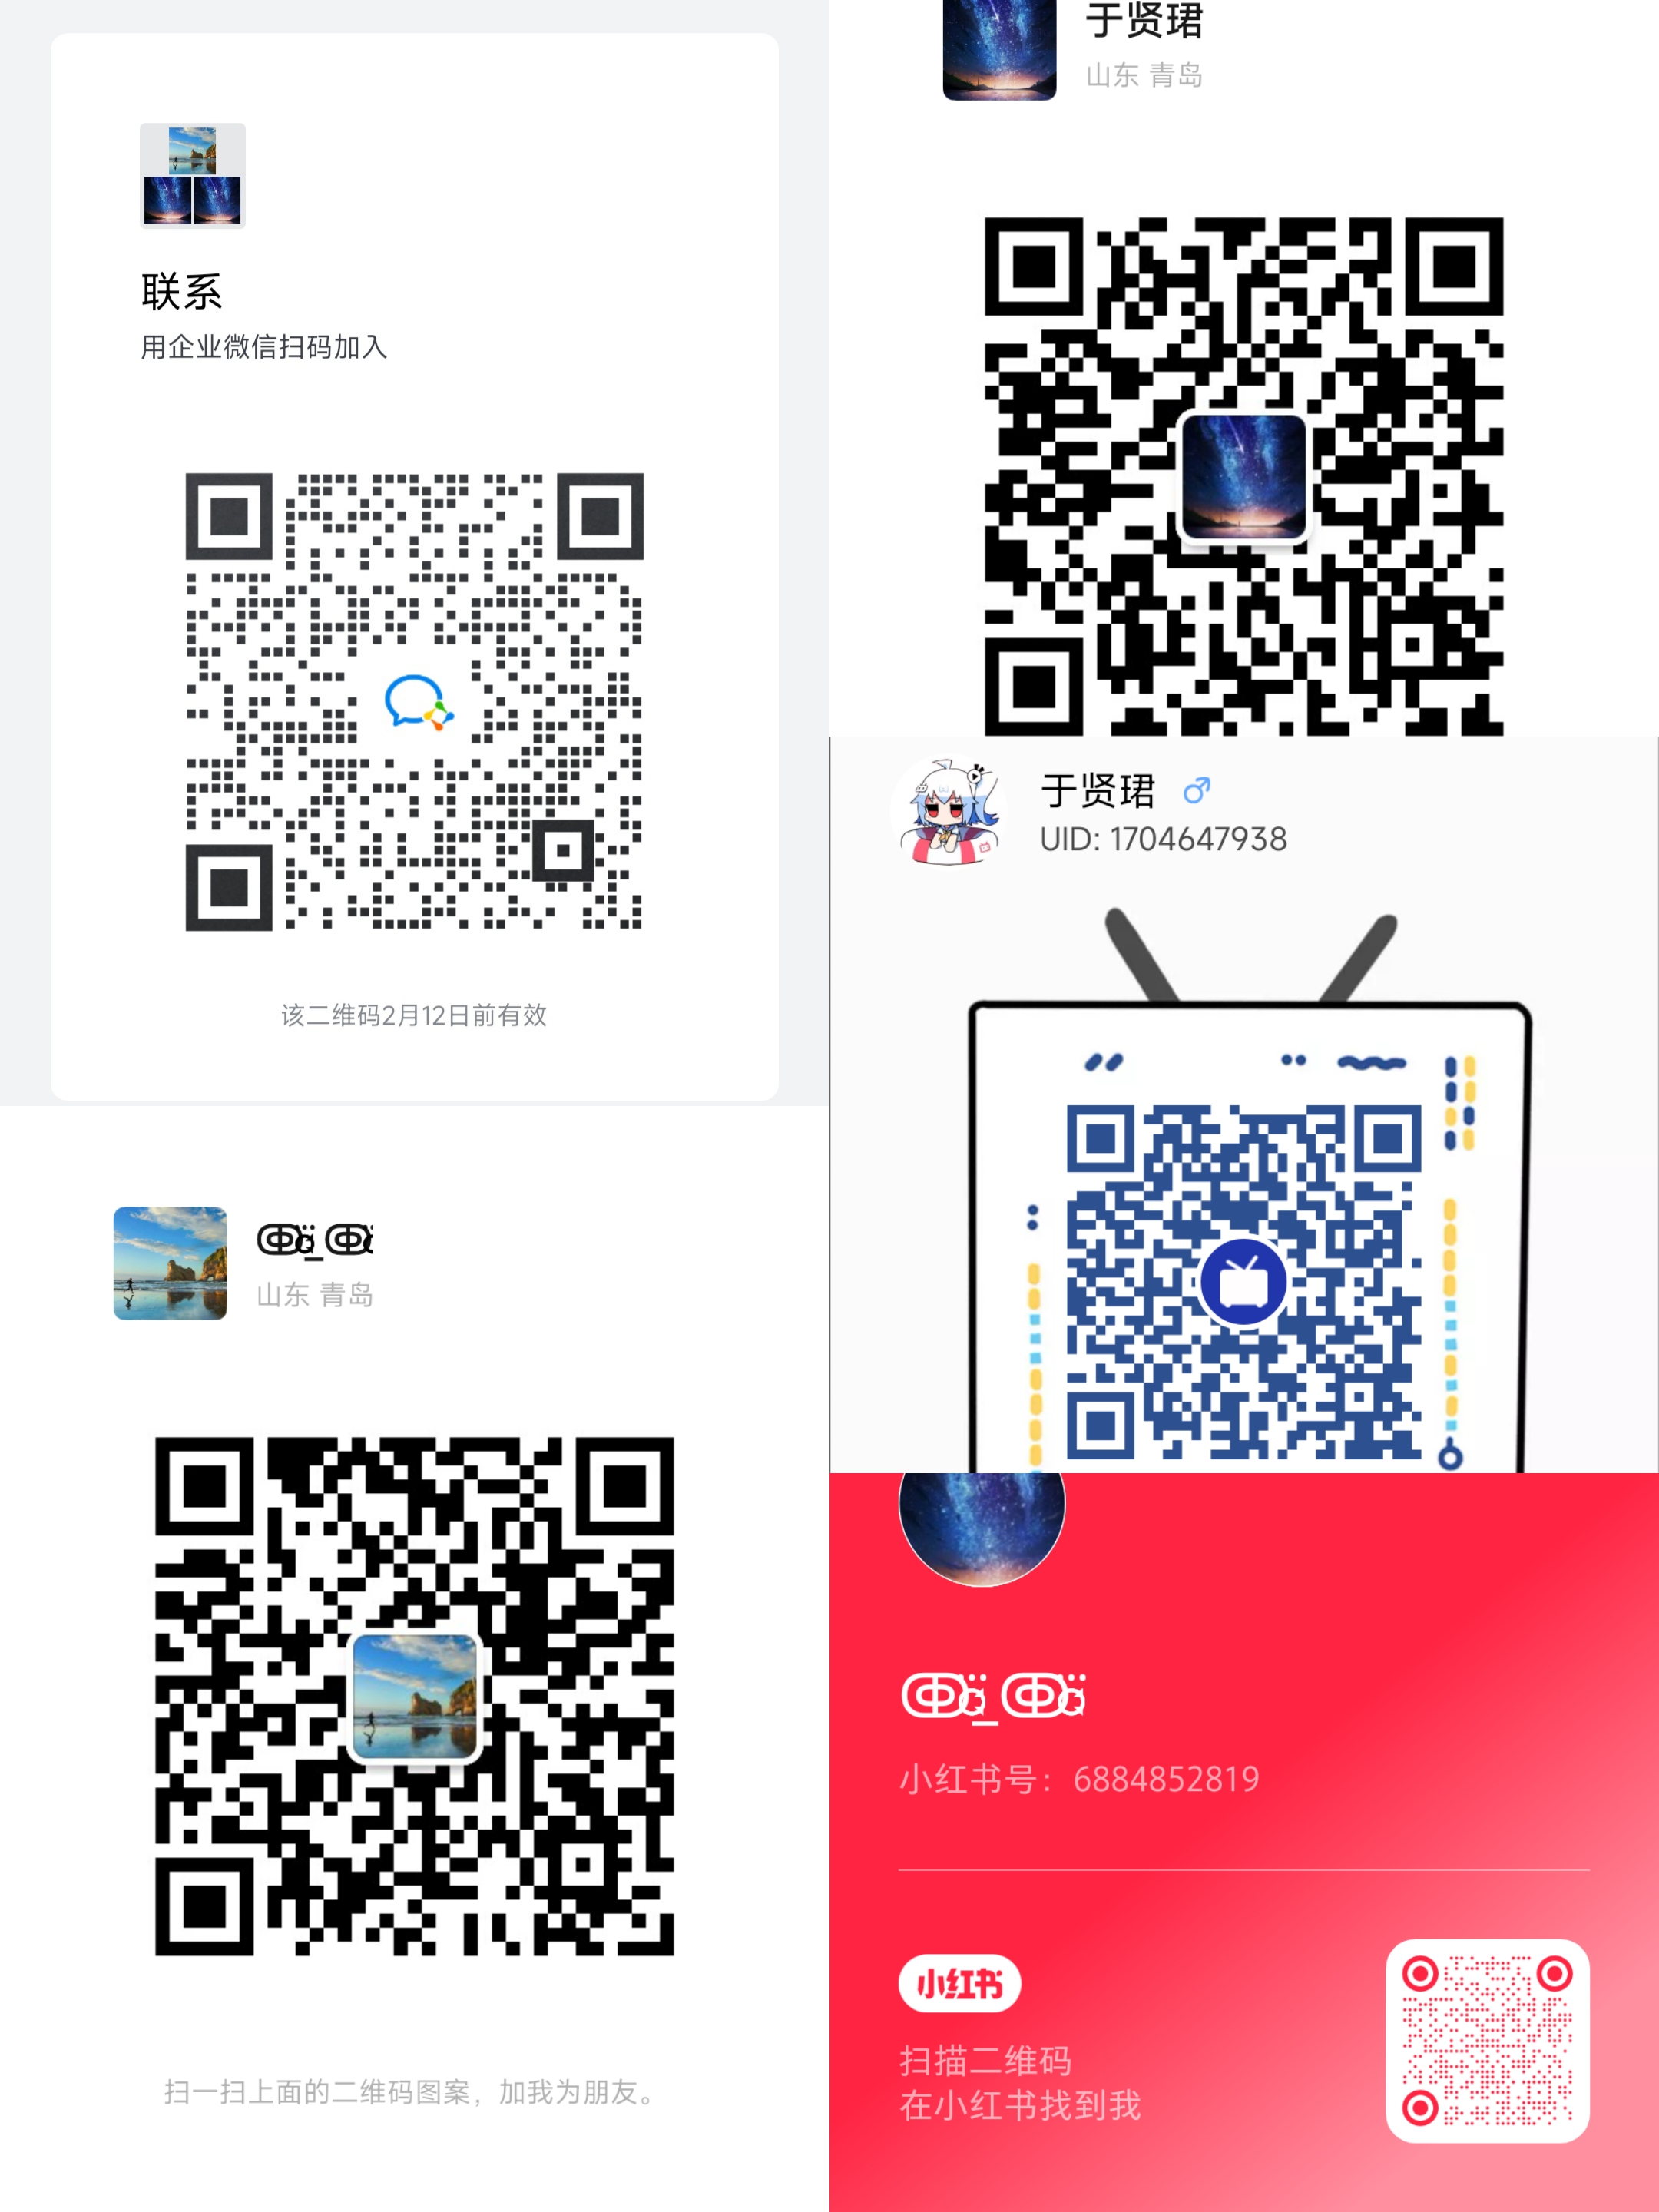 联系
用企业微信扫码加入
该二维码2月12日前有效
山东 青岛
扫一扫上面的二维码图案，加我为朋友。
于贤珺
山东 青岛
于贤珺
UID: 1704647938
小红书号：6884852819
小红书
扫描二维码
在小红书找到我